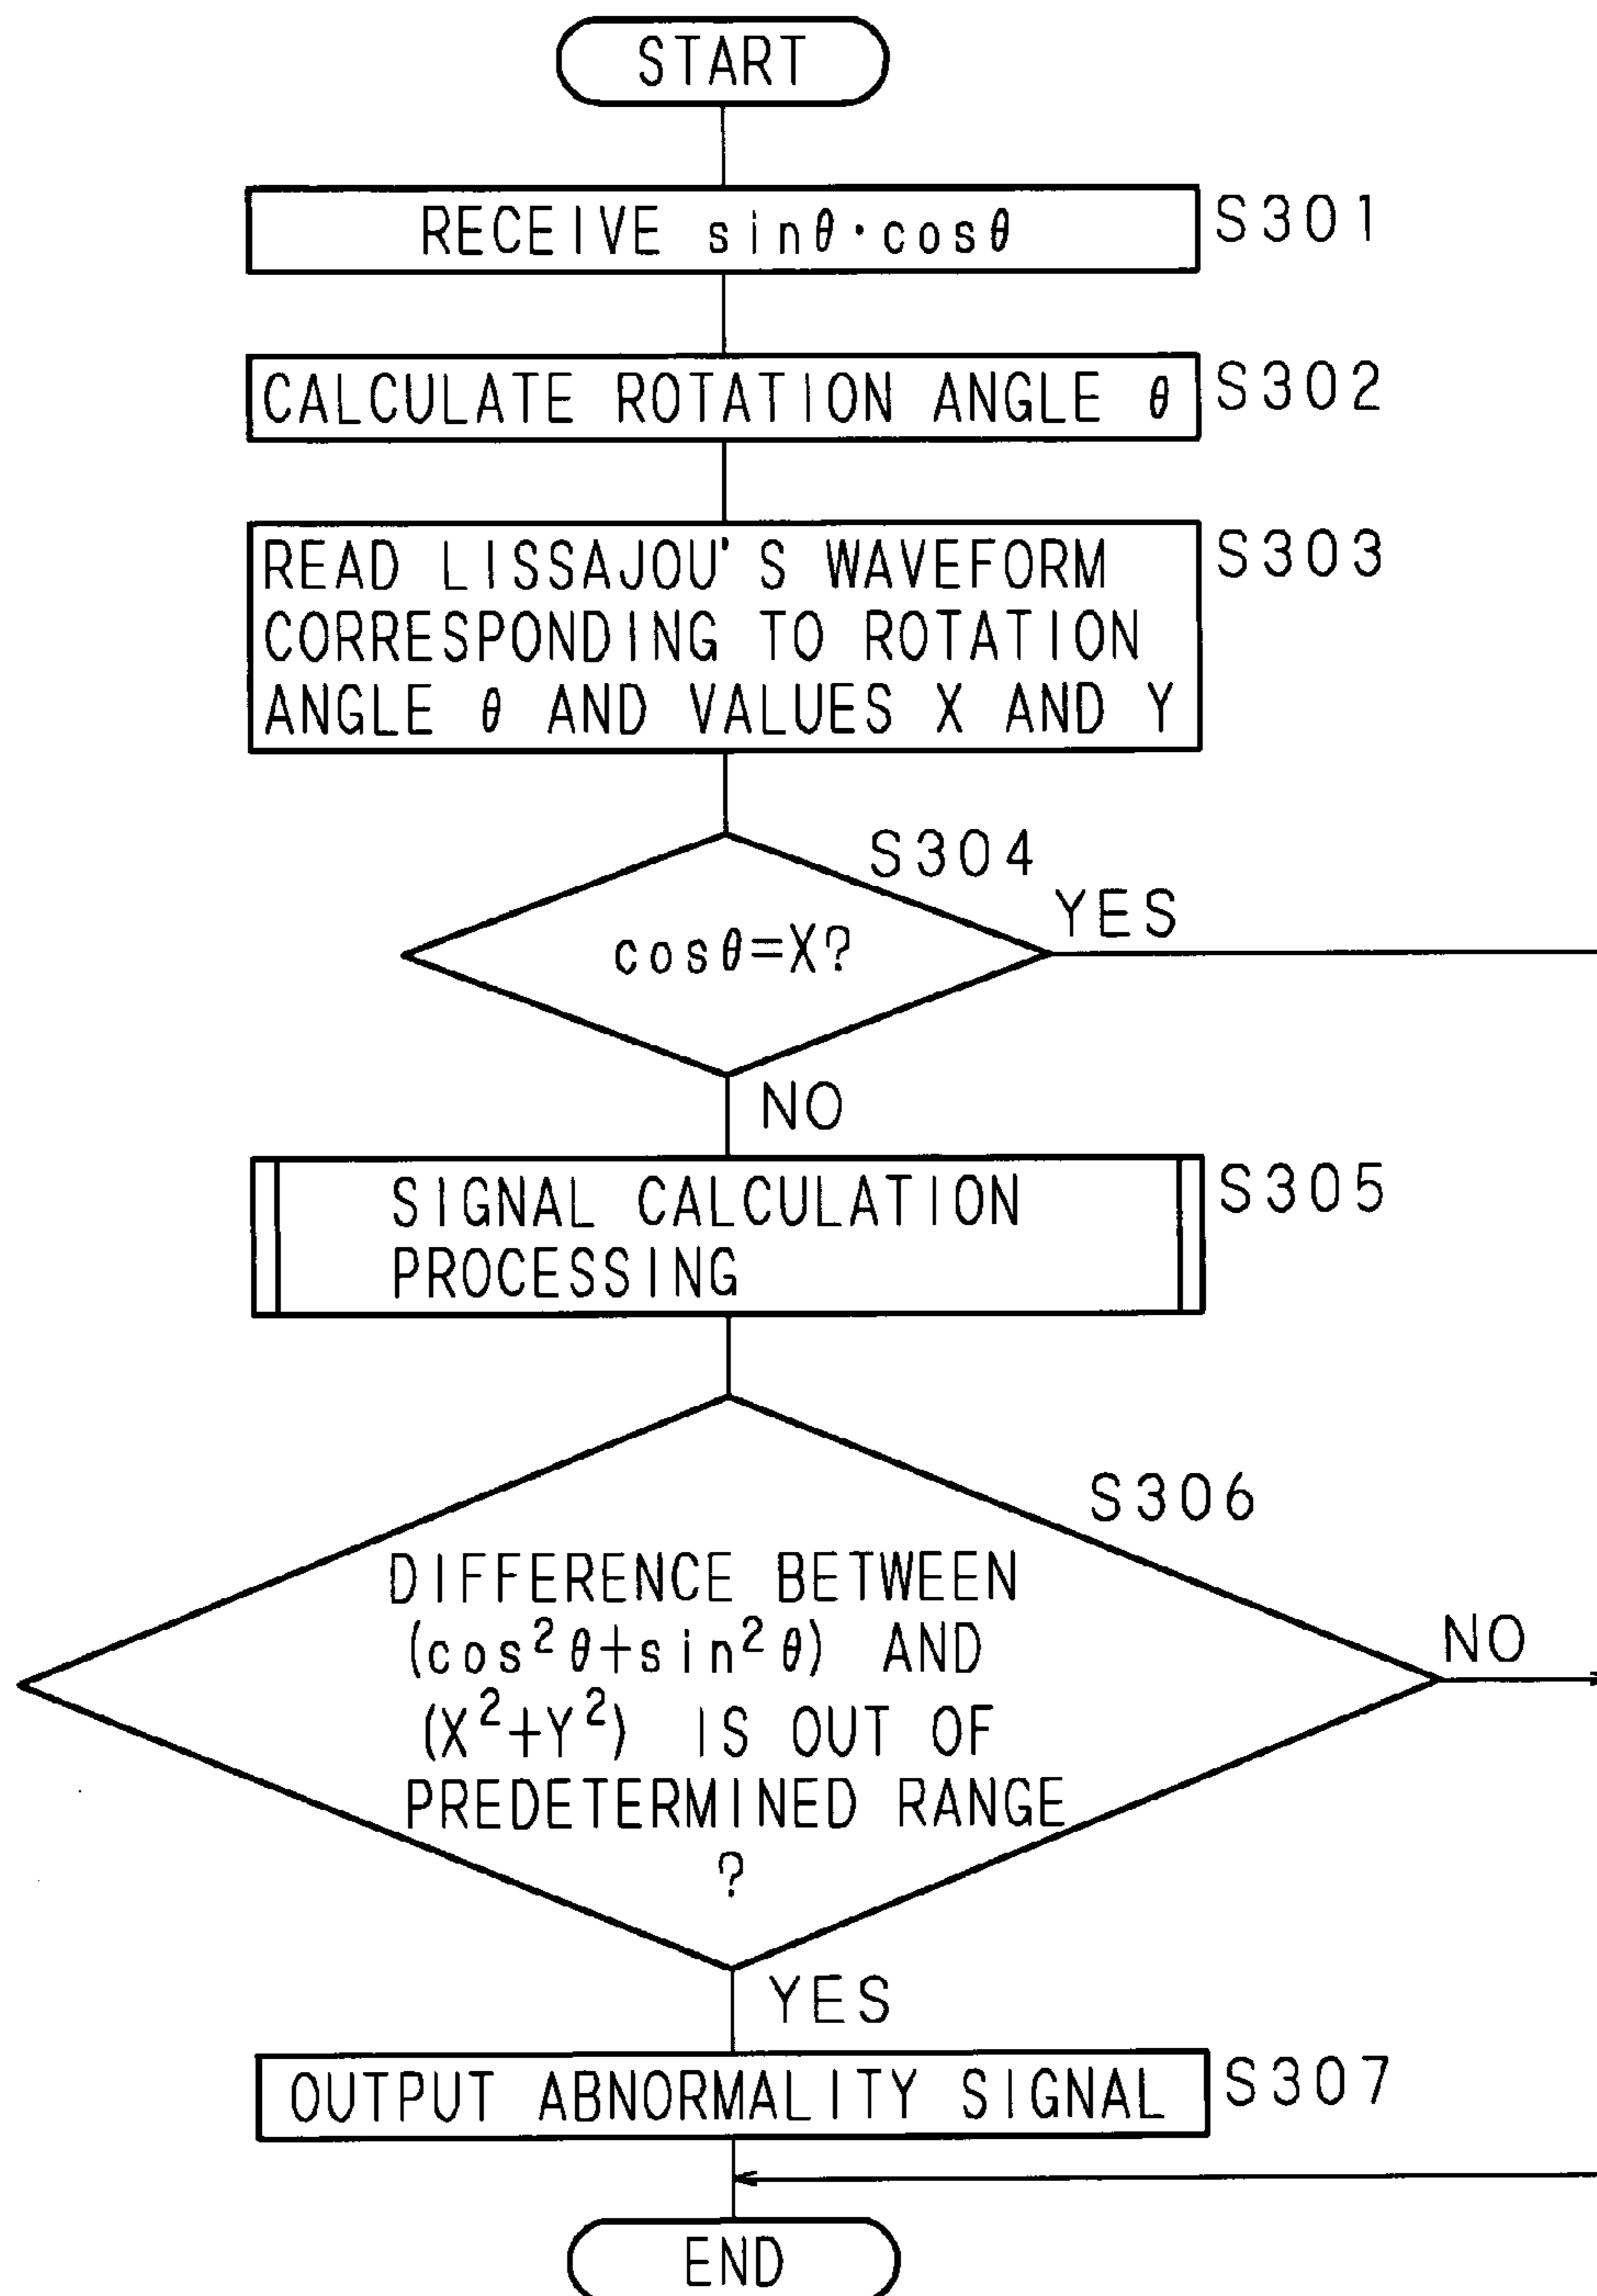 START
RECEIVE sinθ·cosθ
S301
CALCULATE ROTATION ANGLE θ
S302
READ LISSAJOU'S WAVEFORM
CORRESPONDING TO ROTATION
ANGLE θ AND VALUES X AND Y
S303
S304
cosθ=X?
YES
NO
SIGNAL CALCULATION
PROCESSING
S305
S306
DIFFERENCE BETWEEN
(cos²θ+sin²θ) AND
(X²+Y²) IS OUT OF
PREDETERMINED RANGE
?
NO
YES
OUTPUT ABNORMALITY SIGNAL
S307
END